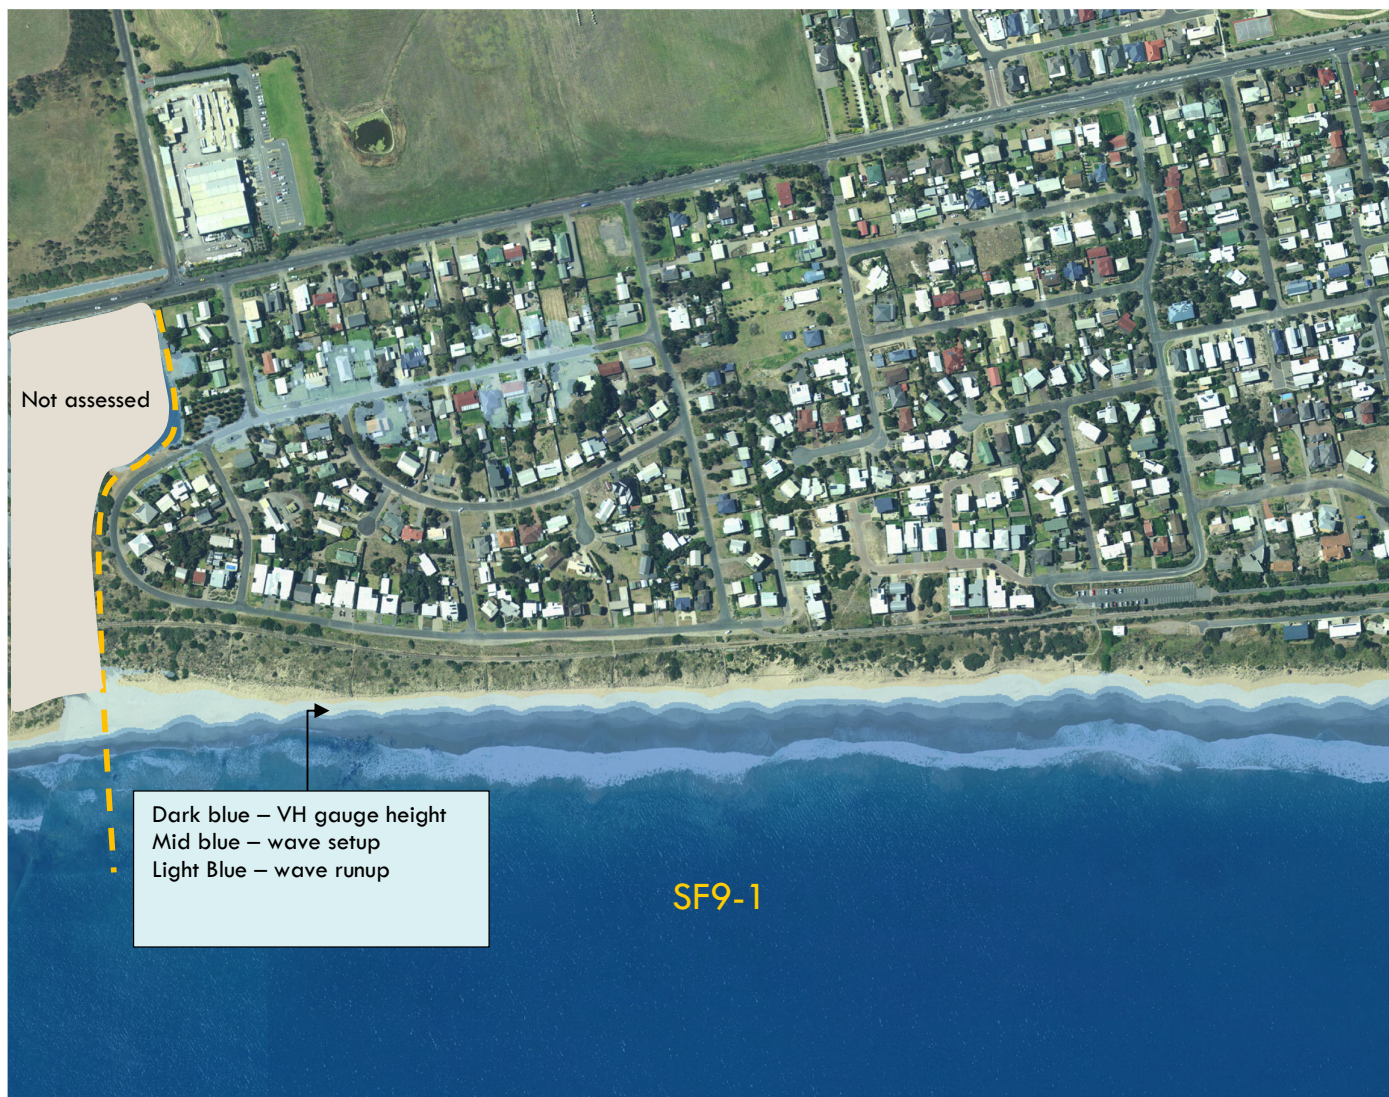 Not assessed
Dark blue – VH gauge height
Mid blue – wave setup
Light Blue – wave runup
SF9-1